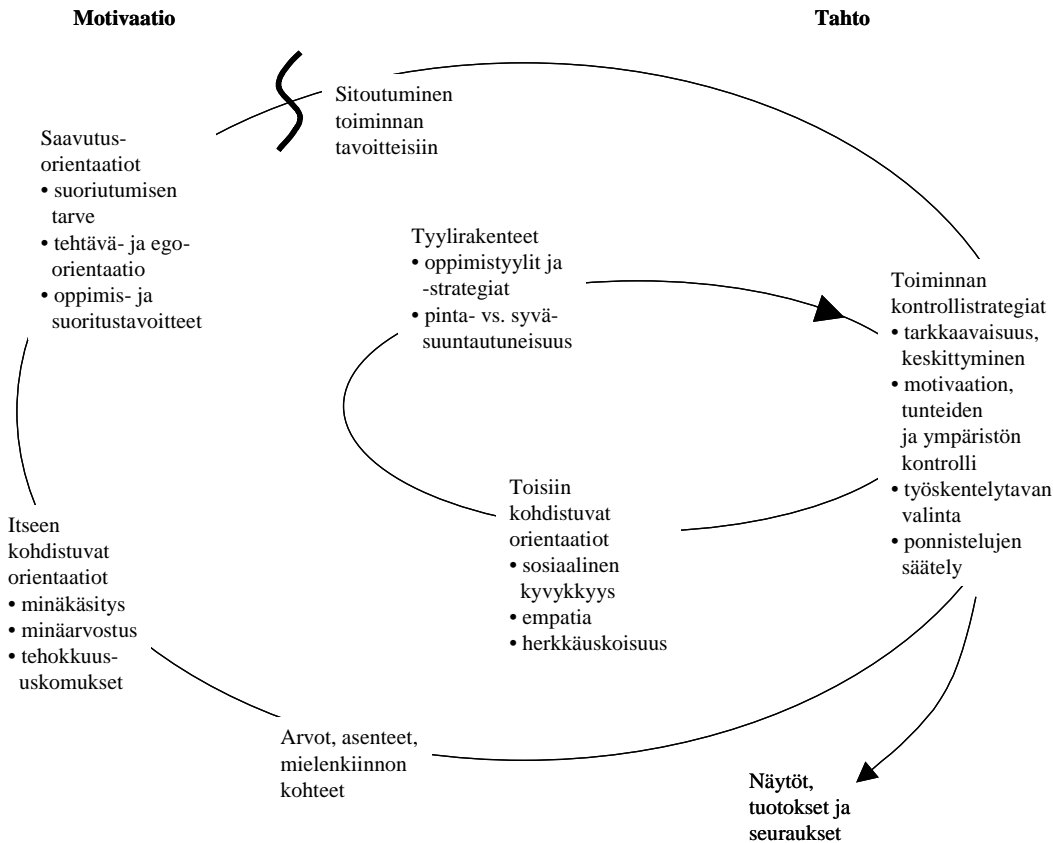 Motivaatio
Tahto
Sitoutuminen
toiminnan
tavoitteisiin
Saavutus-
orientaatiot
• suoriutumisen
tarve
• tehtävä- ja ego-
orientaatio
• oppimis- ja
suoritustavoitteet
Tyylirakenteet
• oppimistyylit ja
-strategiat
• pinta- vs. syvä-
suuntautuneisuus
Toiminnan
kontrollistrategiat
• tarkkaavaisuus,
keskittyminen
• motivaation,
tunteiden
ja ympäristön
kontrolli
• työskentelytavan
valinta
• ponnistelujen
säätely
Toisiin
kohdistuvat
orientaatiot
• sosiaalinen
kyvykkyys
• empatia
• herkkäuskoisuus
Itseen
kohdistuvat
orientaatiot
• minäkäsitys
• minäarvostus
• tehokkuus-
uskomukset
Arvot, asenteet,
mielenkiinnon
kohteet
Näytöt,
tuotokset ja
seuraukset